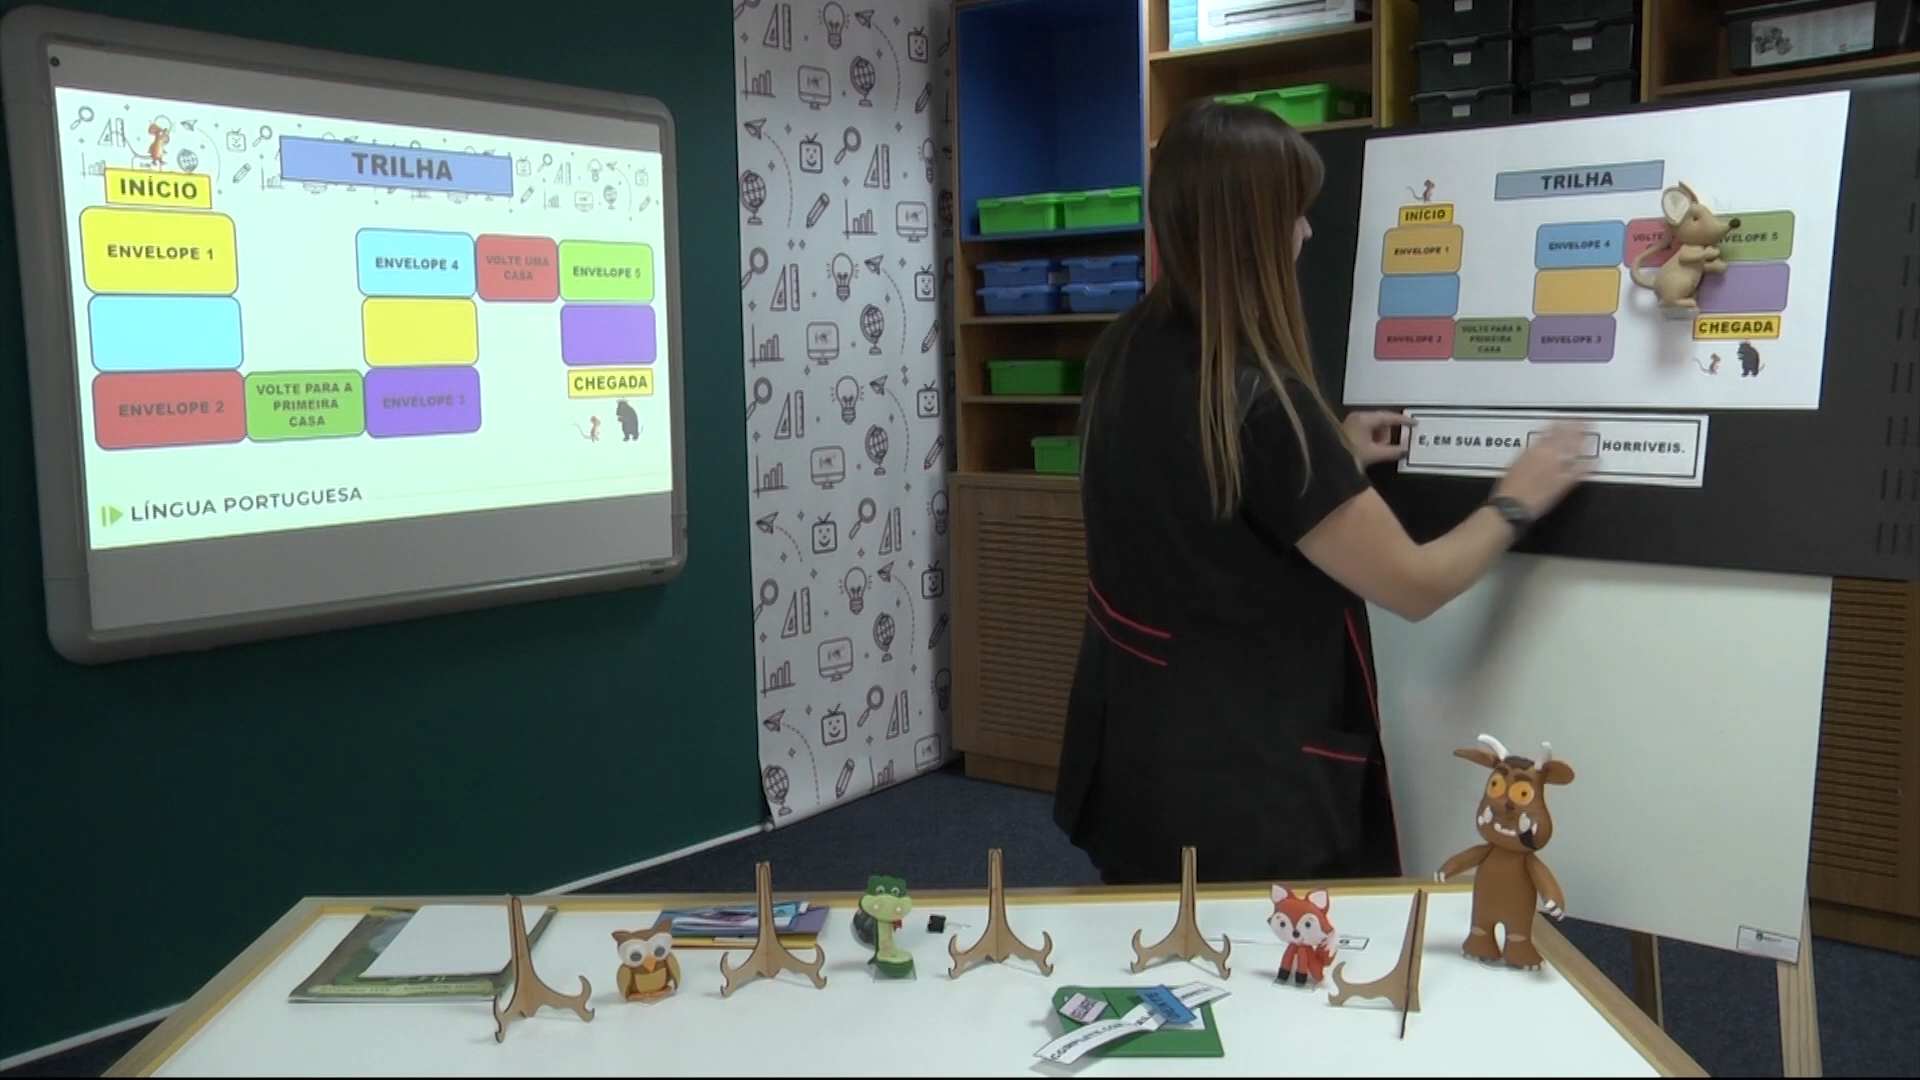 TRILHA
INÍCIO
ENVELOPE 1
ENVELOPE 4
VOLTE UMA
CASA
ENVELOPE 5
ENVELOPE 2
VOLTE PARA A
PRIMEIRA
CASA
ENVELOPE 3
CHEGADA
LÍNGUA PORTUGUESA
TRILHA
INÍCIO
ENVELOPE 1
ENVELOPE 4
ENVELOPE 2
VOLTE PARA A
PRIMEIRA
CASA
ENVELOPE 3
CHEGADA
E, EM SUA BOCA
HORRÍVEIS.